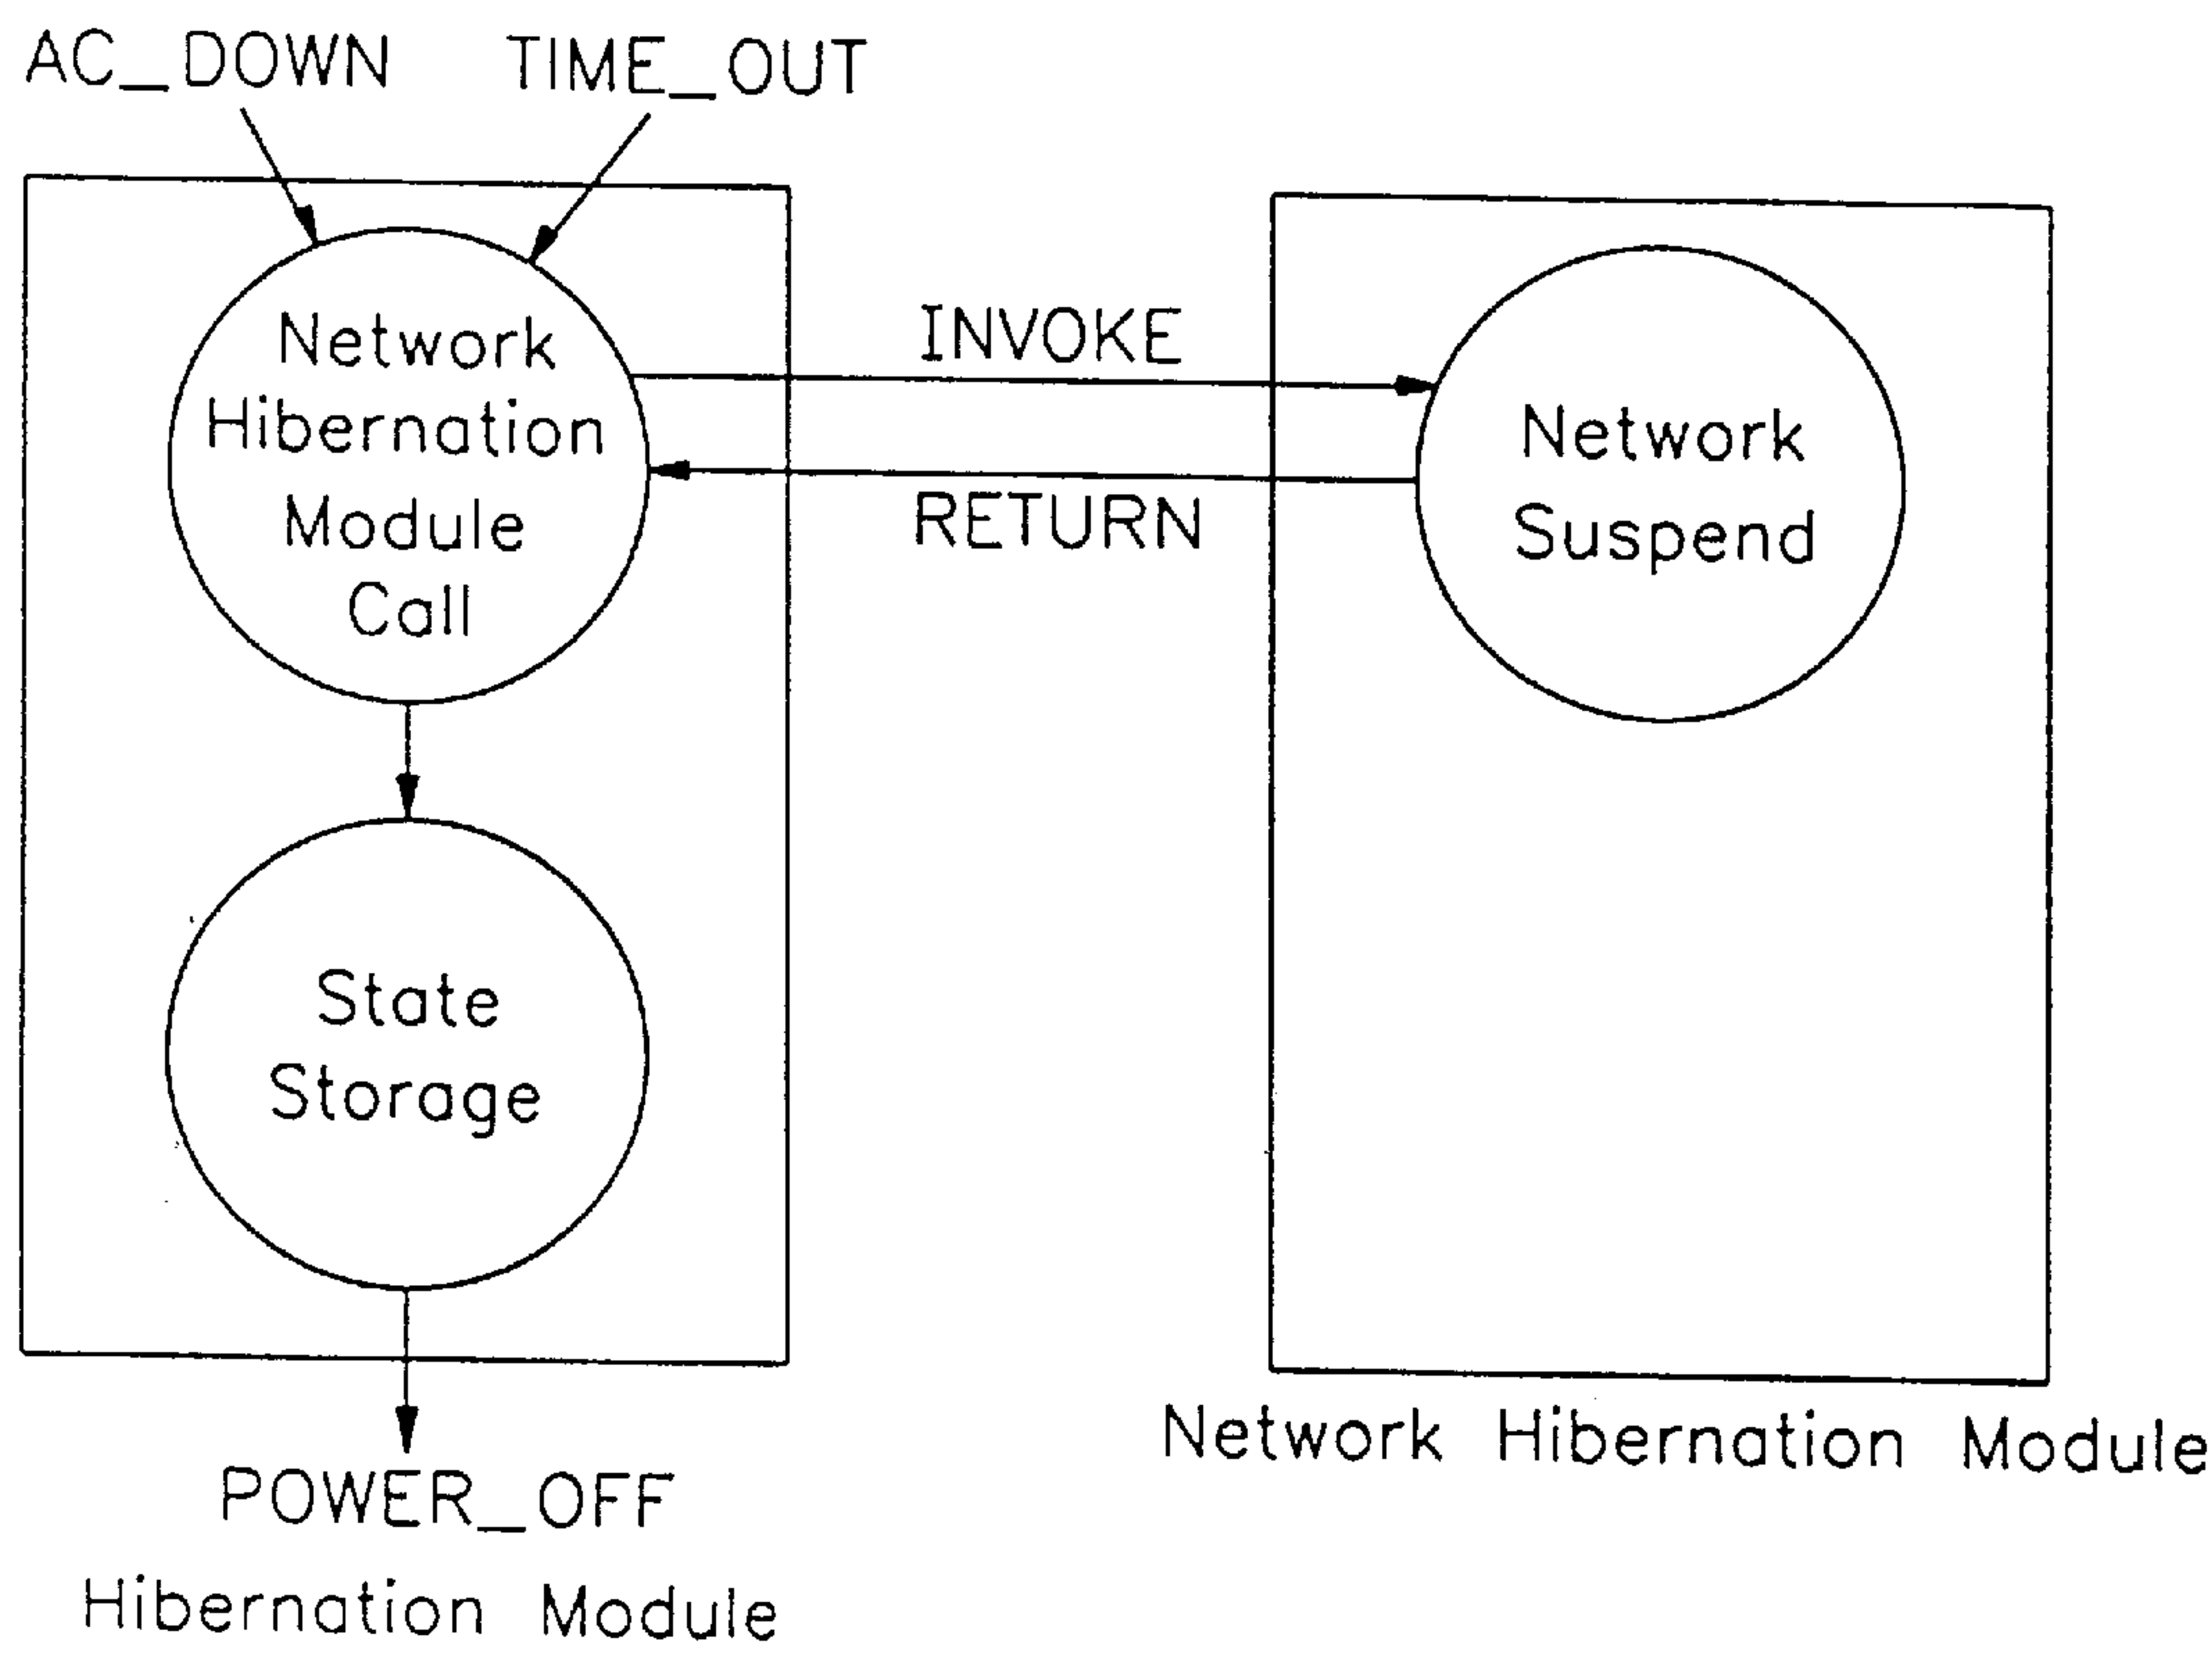 AC_DOWN TIME_OUT
Network
Hibernation
Module
Call
INVOKE
RETURN
Network
Suspend
State
Storage
Network Hibernation Module
POWER_OFF
Hibernation Module